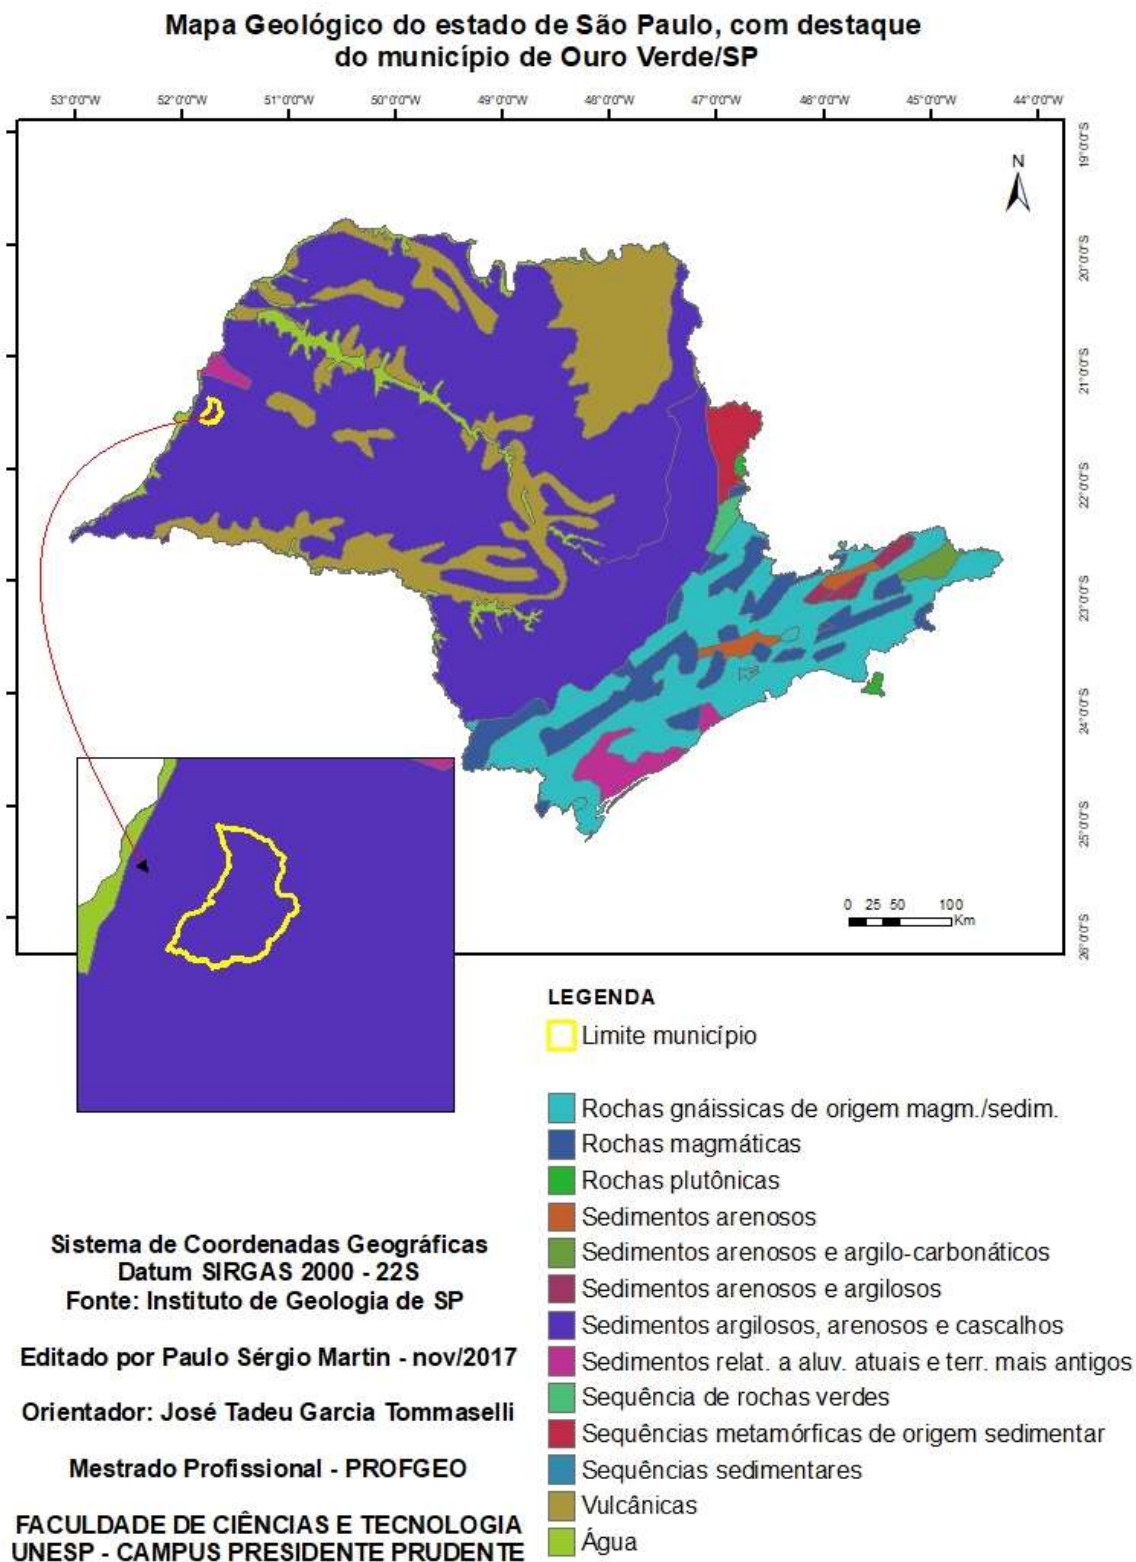 Mapa Geológico do estado de São Paulo, com destaque
do município de Ouro Verde/SP
53°0'0"W 52°0'0"W 51°0'0"W 50°0'0"W 49°0'0"W 48°0'0"W 47°0'0"W 46°0'0"W 45°0'0"W 44°0'0"W
19°0'0"S
N
20°0'0"S
21°0'0"S
22°0'0"S
23°0'0"S
24°0'0"S
25°0'0"S
26°0'0"S
0 25 50 100
Km
LEGENDA
Limite município
Rochas gnáissicas de origem magm./sedim.
Rochas magmáticas
Rochas plutônicas
Sedimentos arenosos
Sedimentos arenosos e argilo-carbonáticos
Sedimentos arenosos e argilosos
Sedimentos argilosos, arenosos e cascalhos
Sedimentos relat. a aluv. atuais e terr. mais antigos
Sequência de rochas verdes
Sequências metamórficas de origem sedimentar
Sequências sedimentares
Vulcânicas
Água
Sistema de Coordenadas Geográficas
Datum SIRGAS 2000 - 22S
Fonte: Instituto de Geologia de SP
Editado por Paulo Sérgio Martin - nov/2017
Orientador: José Tadeu Garcia Tommaselli
Mestrado Profissional - PROFGEO
FACULDADE DE CIÊNCIAS E TECNOLOGIA
UNESP - CAMPUS PRESIDENTE PRUDENTE